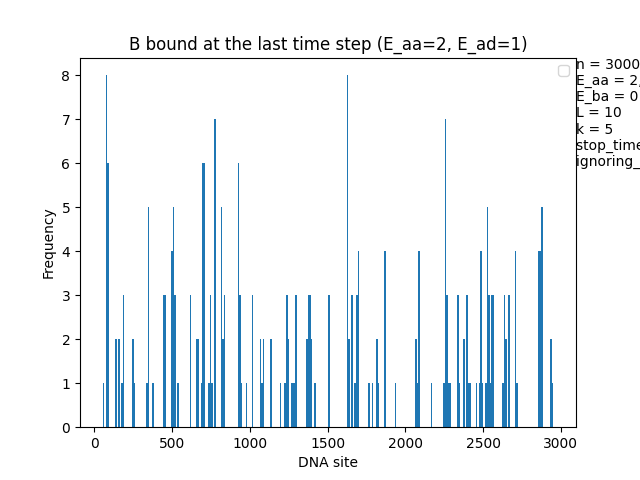 B bound at the last time step (E_aa=2, E_ad=1)
n = 3000
E_aa = 2,
E_ba = 0
L = 10
k = 5
stop_time
ignoring_
8
7
6
5
4
3
2
1
0
Frequency
0 500 1000 1500 2000 2500 3000
DNA site